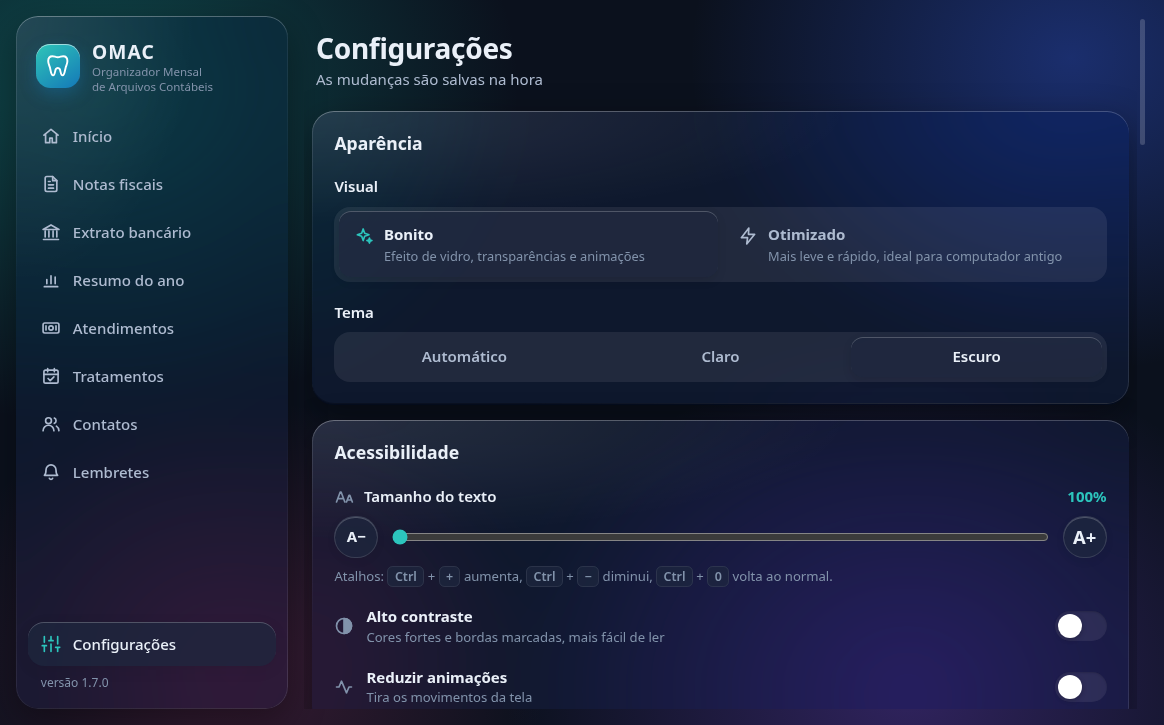 OMAC
Organizador Mensal
de Arquivos Contábeis
Início
Notas fiscais
Extrato bancário
Resumo do ano
Atendimentos
Tratamentos
Contatos
Lembretes
Configurações
versão 1.7.0
Configurações
As mudanças são salvas na hora
Aparência
Visual
Bonito
Efeito de vidro, transparências e animações
Otimizado
Mais leve e rápido, ideal para computador antigo
Tema
Automático
Claro
Escuro
Acessibilidade
Tamanho do texto
100%
A−
A+
Atalhos: Ctrl + + aumenta, Ctrl + − diminui, Ctrl + 0 volta ao normal.
Alto contraste
Cores fortes e bordas marcadas, mais fácil de ler
Reduzir animações
Tira os movimentos da tela